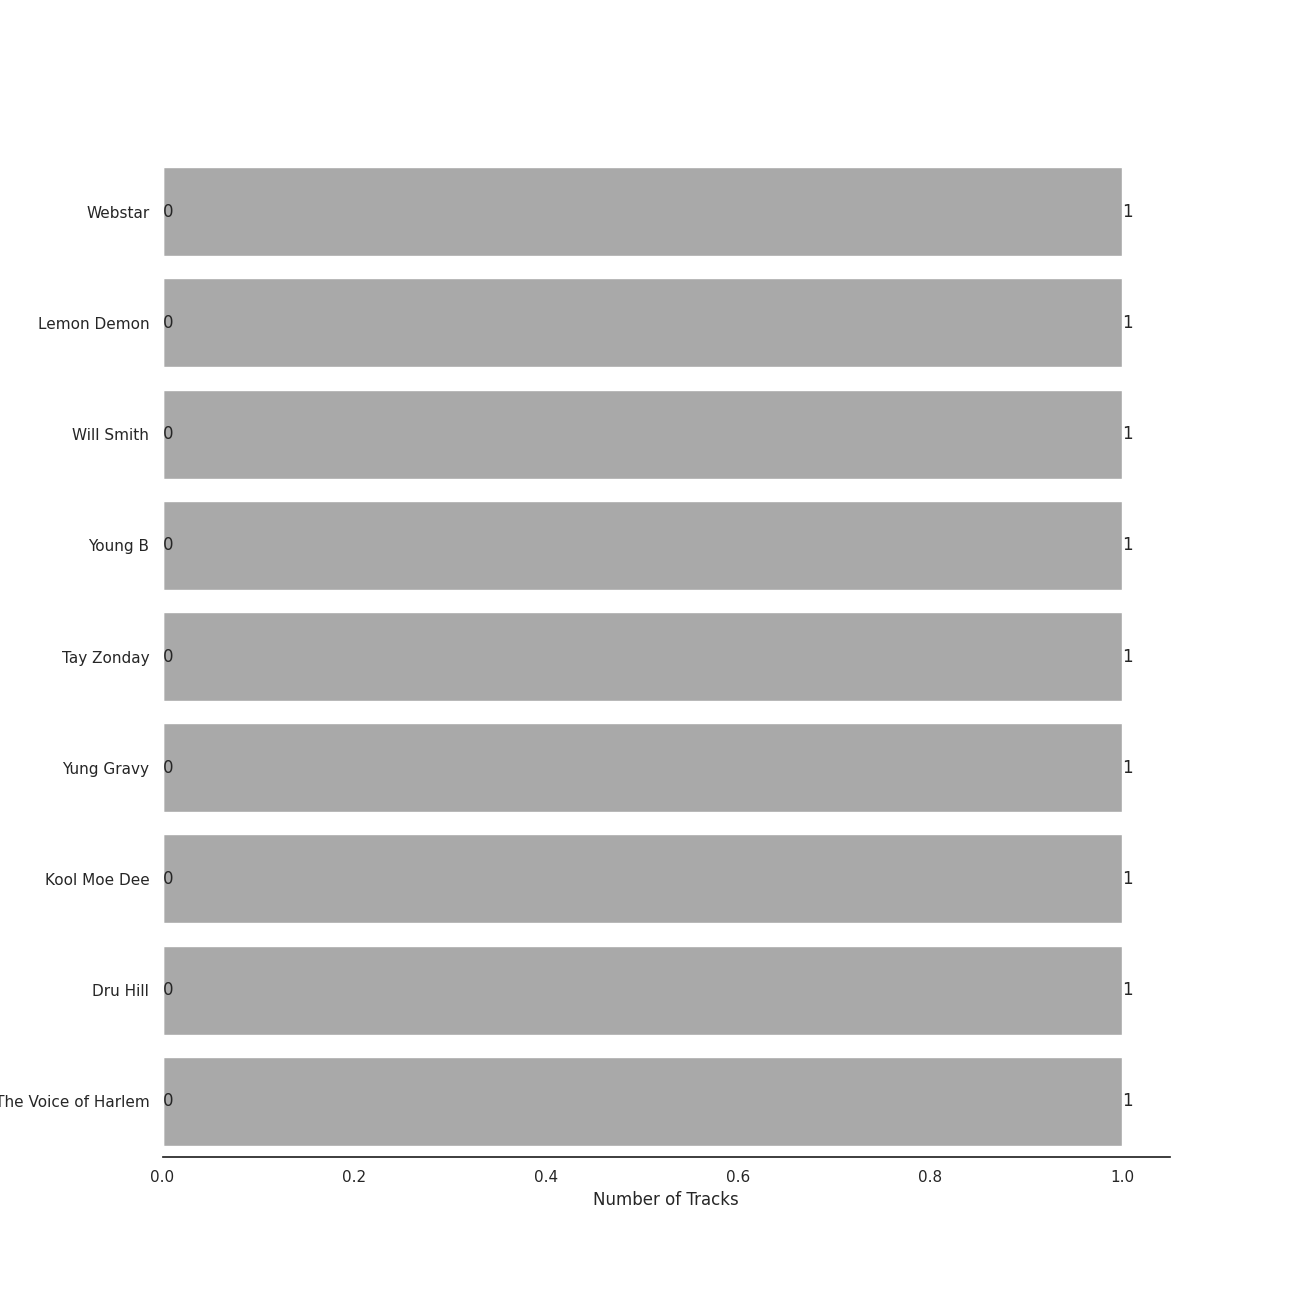 Webstar 0 1
Lemon Demon 0 1
Will Smith 0 1
Young B 0 1
Tay Zonday 0 1
Yung Gravy 0 1
Kool Moe Dee 0 1
Dru Hill 0 1
The Voice of Harlem 0 1
0.0 0.2 0.4 0.6 0.8 1.0
Number of Tracks